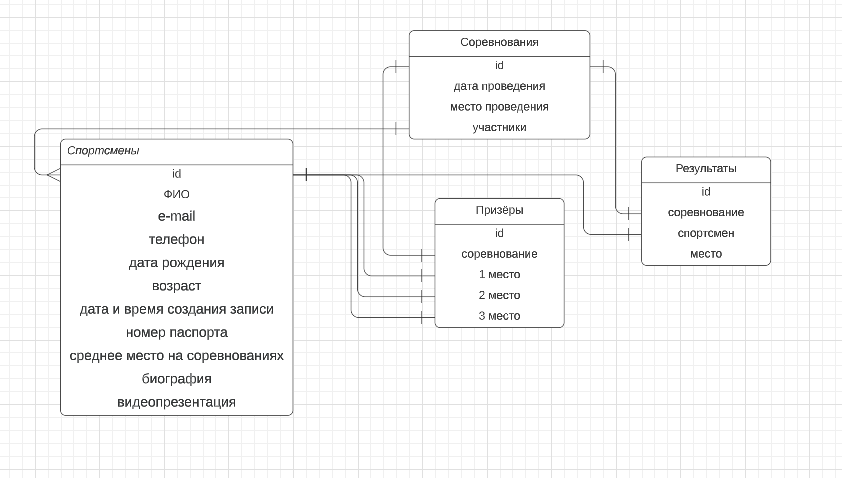 Соревнования
id
дата проведения
место проведения
участники
Спортсмены
id
ФИО
e-mail
телефон
дата рождения
возраст
дата и время создания записи
номер паспорта
среднее место на соревнованиях
биография
видеопрезентация
Призёры
id
соревнование
1 место
2 место
3 место
Результаты
id
соревнование
спортсмен
место